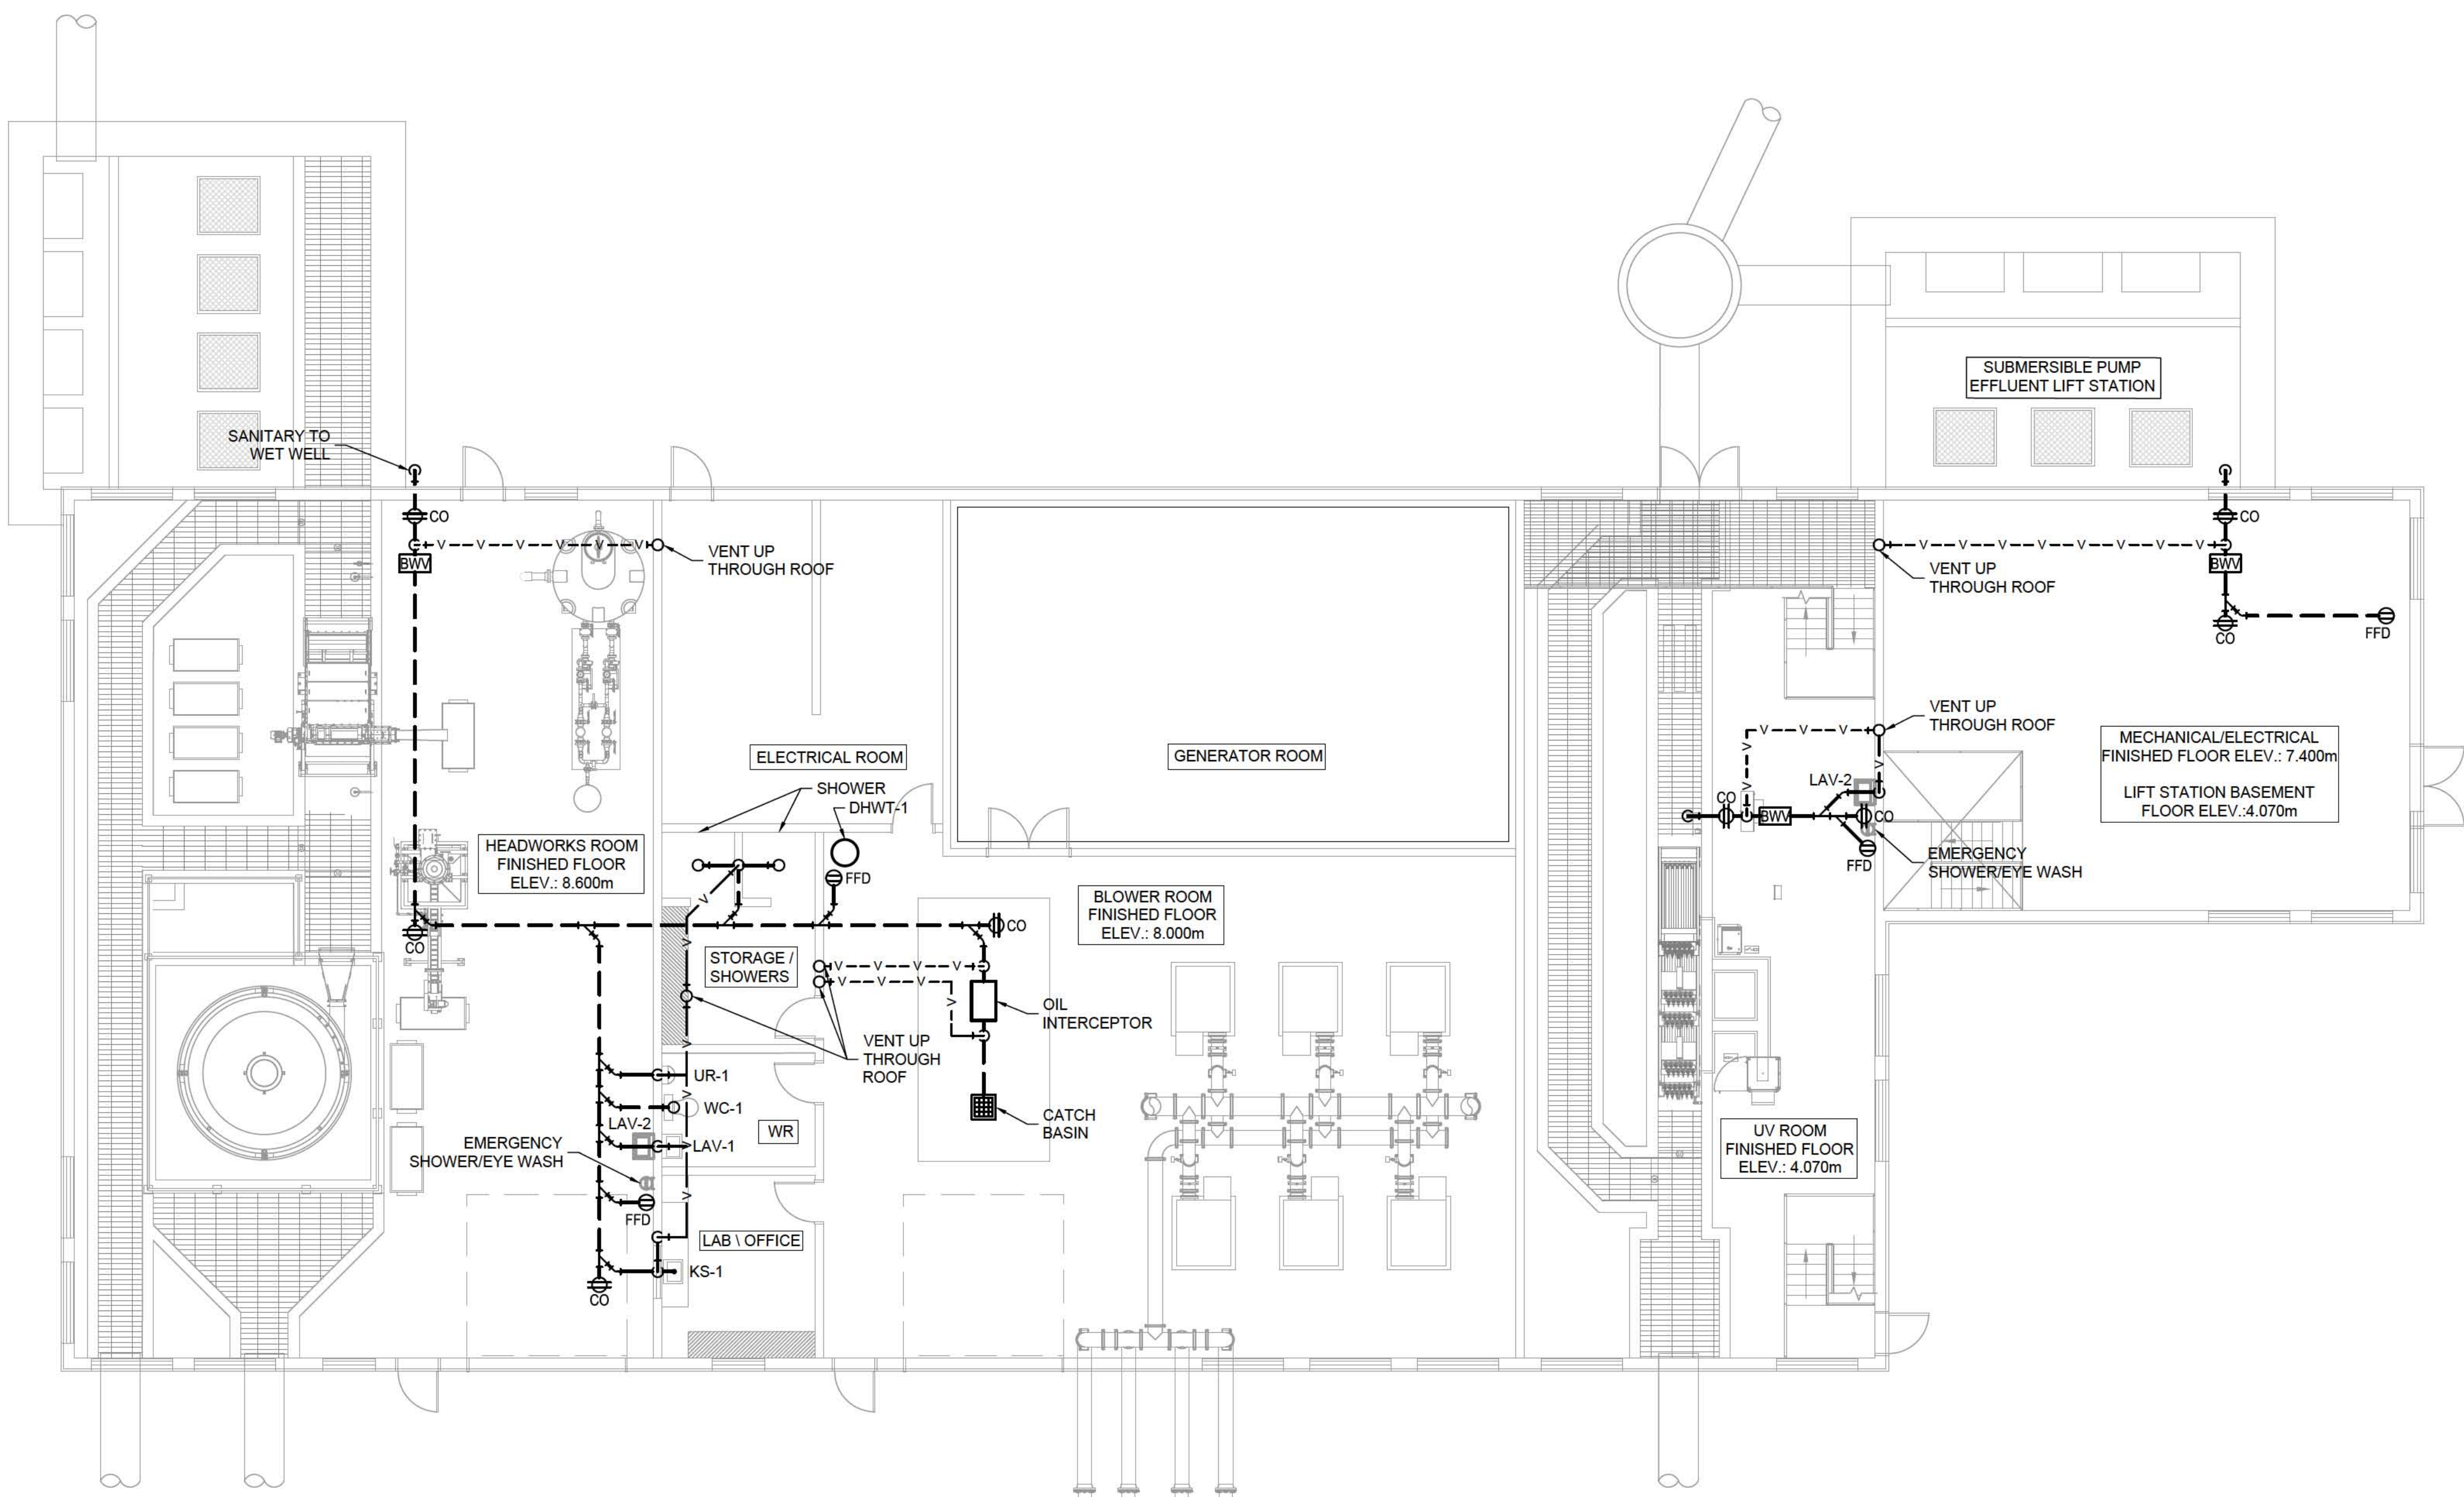 SUBMERSIBLE PUMP
EFFLUENT LIFT STATION
SANITARY TO
WET WELL
CO
CO
V V V V V V
VENT UP
THROUGH ROOF
BWV
V V V V V V V V
VENT UP
THROUGH ROOF
BWV
CO
FFD
VENT UP
THROUGH ROOF
V V V
V
V
MECHANICAL/ELECTRICAL
FINISHED FLOOR ELEV.: 7.400m
LIFT STATION BASEMENT
FLOOR ELEV.:4.070m
ELECTRICAL ROOM
GENERATOR ROOM
SHOWER
DHWT-1
LAV-2
CO
BWV
CO
FFD
EMERGENCY
SHOWER/EYE WASH
HEADWORKS ROOM
FINISHED FLOOR
ELEV.: 8.600m
FFD
V
BLOWER ROOM
FINISHED FLOOR
ELEV.: 8.000m
CO
CO
V
STORAGE /
SHOWERS
V V V V
V V V
V
OIL
INTERCEPTOR
VENT UP
THROUGH
ROOF
V
UR-1
V
WC-1
LAV-2
WR
CATCH
BASIN
EMERGENCY
SHOWER/EYE WASH
V
LAV-1
V
FFD
UV ROOM
FINISHED FLOOR
ELEV.: 4.070m
LAB \ OFFICE
KS-1
CO